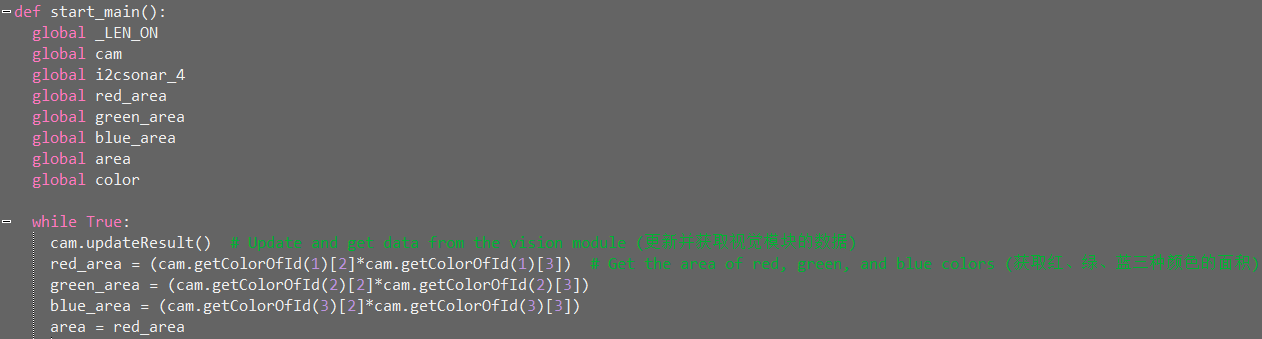 def start_main():
global _LEN_ON
global cam
global i2csonar_4
global red_area
global green_area
global blue_area
global area
global color
while True:
cam.updateResult()  # Update and get data from the vision module (更新并获取视觉模块的数据)
red_area = (cam.getColorOfId(1)[2]*cam.getColorOfId(1)[3])  # Get the area of red, green, and blue colors (获取红、绿、蓝三种颜色的面积)
green_area = (cam.getColorOfId(2)[2]*cam.getColorOfId(2)[3])
blue_area = (cam.getColorOfId(3)[2]*cam.getColorOfId(3)[3])
area = red_area